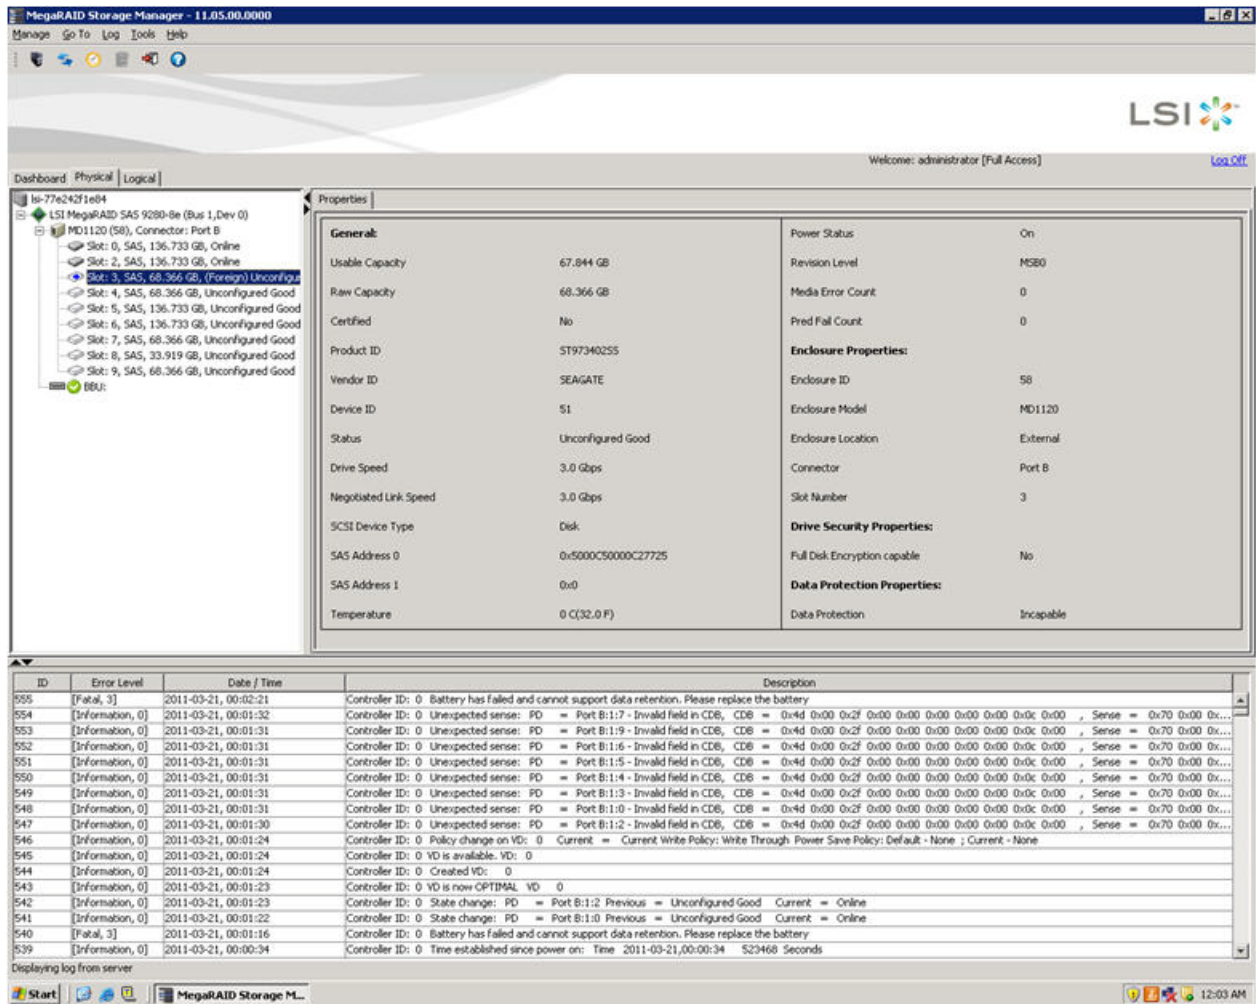 MegaRAID Storage Manager - 11.05.00.0000
Manage Go To Log Tools Help
LSI
Welcome: administrator [Full Access] Log Off
Dashboard Physical Logical
lsi-77e242f1e84
LSI MegaRAID SAS 9280-8e (Bus 1,Dev 0)
MD1120 (58), Connector: Port B
Slot: 0, SAS, 136.733 GB, Online
Slot: 2, SAS, 136.733 GB, Online
Slot: 3, SAS, 68.366 GB, (Foreign) Unconfigur
Slot: 4, SAS, 68.366 GB, Unconfigured Good
Slot: 5, SAS, 136.733 GB, Unconfigured Good
Slot: 6, SAS, 136.733 GB, Unconfigured Good
Slot: 7, SAS, 68.366 GB, Unconfigured Good
Slot: 8, SAS, 33.919 GB, Unconfigured Good
Slot: 9, SAS, 68.366 GB, Unconfigured Good
BBU:
Properties
General:
Usable Capacity 67.844 GB
Raw Capacity 68.366 GB
Certified No
Product ID ST973402SS
Vendor ID SEAGATE
Device ID 51
Status Unconfigured Good
Drive Speed 3.0 Gbps
Negotiated Link Speed 3.0 Gbps
SCSI Device Type Disk
SAS Address 0 0x5000C50000C27725
SAS Address 1 0x0
Temperature 0 C(32.0 F)
Power Status On
Revision Level MSB0
Media Error Count 0
Pred Fail Count 0
Enclosure Properties:
Enclosure ID 58
Enclosure Model MD1120
Enclosure Location External
Connector Port B
Slot Number 3
Drive Security Properties:
Full Disk Encryption capable No
Data Protection Properties:
Data Protection Incapable
ID Error Level Date / Time Description
555 [Fatal, 3] 2011-03-21, 00:02:21 Controller ID: 0 Battery has failed and cannot support data retention. Please replace the battery
554 [Information, 0] 2011-03-21, 00:01:32 Controller ID: 0 Unexpected sense: PD = Port B:1:7 - Invalid field in CDB, CDB = 0x4d 0x00 0x2f 0x00 0x00 0x00 0x00 0x00 0x0c 0x00 , Sense = 0x70 0x00 0x...
553 [Information, 0] 2011-03-21, 00:01:31 Controller ID: 0 Unexpected sense: PD = Port B:1:9 - Invalid field in CDB, CDB = 0x4d 0x00 0x2f 0x00 0x00 0x00 0x00 0x00 0x0c 0x00 , Sense = 0x70 0x00 0x...
552 [Information, 0] 2011-03-21, 00:01:31 Controller ID: 0 Unexpected sense: PD = Port B:1:6 - Invalid field in CDB, CDB = 0x4d 0x00 0x2f 0x00 0x00 0x00 0x00 0x00 0x0c 0x00 , Sense = 0x70 0x00 0x...
551 [Information, 0] 2011-03-21, 00:01:31 Controller ID: 0 Unexpected sense: PD = Port B:1:5 - Invalid field in CDB, CDB = 0x4d 0x00 0x2f 0x00 0x00 0x00 0x00 0x00 0x0c 0x00 , Sense = 0x70 0x00 0x...
550 [Information, 0] 2011-03-21, 00:01:31 Controller ID: 0 Unexpected sense: PD = Port B:1:4 - Invalid field in CDB, CDB = 0x4d 0x00 0x2f 0x00 0x00 0x00 0x00 0x00 0x0c 0x00 , Sense = 0x70 0x00 0x...
549 [Information, 0] 2011-03-21, 00:01:31 Controller ID: 0 Unexpected sense: PD = Port B:1:3 - Invalid field in CDB, CDB = 0x4d 0x00 0x2f 0x00 0x00 0x00 0x00 0x00 0x0c 0x00 , Sense = 0x70 0x00 0x...
548 [Information, 0] 2011-03-21, 00:01:31 Controller ID: 0 Unexpected sense: PD = Port B:1:0 - Invalid field in CDB, CDB = 0x4d 0x00 0x2f 0x00 0x00 0x00 0x00 0x00 0x0c 0x00 , Sense = 0x70 0x00 0x...
547 [Information, 0] 2011-03-21, 00:01:30 Controller ID: 0 Unexpected sense: PD = Port B:1:2 - Invalid field in CDB, CDB = 0x4d 0x00 0x2f 0x00 0x00 0x00 0x00 0x00 0x0c 0x00 , Sense = 0x70 0x00 0x...
546 [Information, 0] 2011-03-21, 00:01:24 Controller ID: 0 Policy change on VD: 0 Current = Current Write Policy: Write Through Power Save Policy: Default - None ; Current - None
545 [Information, 0] 2011-03-21, 00:01:24 Controller ID: 0 VD is available. VD: 0
544 [Information, 0] 2011-03-21, 00:01:24 Controller ID: 0 Created VD: 0
543 [Information, 0] 2011-03-21, 00:01:23 Controller ID: 0 VD is now OPTIMAL VD 0
542 [Information, 0] 2011-03-21, 00:01:23 Controller ID: 0 State change: PD = Port B:1:2 Previous = Unconfigured Good Current = Online
541 [Information, 0] 2011-03-21, 00:01:22 Controller ID: 0 State change: PD = Port B:1:0 Previous = Unconfigured Good Current = Online
540 [Fatal, 3] 2011-03-21, 00:01:16 Controller ID: 0 Battery has failed and cannot support data retention. Please replace the battery
539 [Information, 0] 2011-03-21, 00:00:34 Controller ID: 0 Time established since power on: Time 2011-03-21,00:00:34 523468 Seconds
Displaying log from server
Start MegaRAID Storage M... 12:03 AM